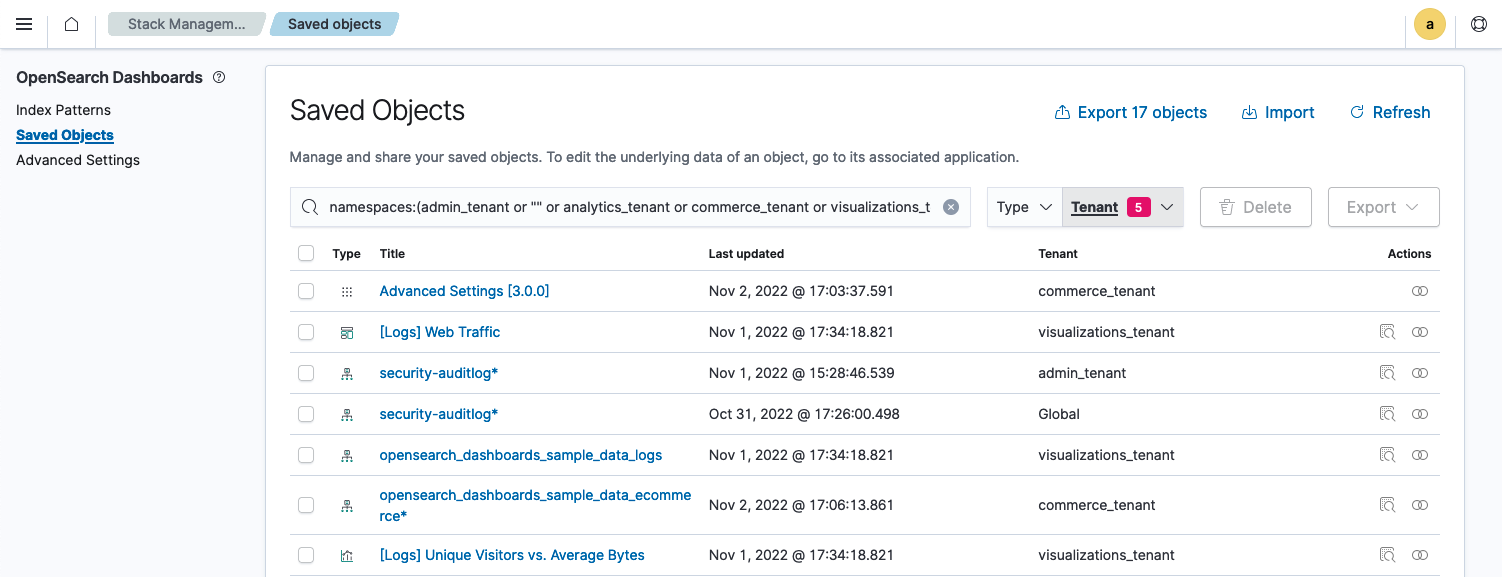 Stack Managem...
Saved objects
a
OpenSearch Dashboards
Index Patterns
Saved Objects
Advanced Settings
Saved Objects
Export 17 objects
Import
Refresh
Manage and share your saved objects. To edit the underlying data of an object, go to its associated application.
namespaces:(admin_tenant or "" or analytics_tenant or commerce_tenant or visualizations_t
Type
Tenant 5
Delete
Export
Type Title Last updated Tenant Actions
Advanced Settings [3.0.0] Nov 2, 2022 @ 17:03:37.591 commerce_tenant
[Logs] Web Traffic Nov 1, 2022 @ 17:34:18.821 visualizations_tenant
security-auditlog* Nov 1, 2022 @ 15:28:46.539 admin_tenant
security-auditlog* Oct 31, 2022 @ 17:26:00.498 Global
opensearch_dashboards_sample_data_logs Nov 1, 2022 @ 17:34:18.821 visualizations_tenant
opensearch_dashboards_sample_data_ecomme
rce* Nov 2, 2022 @ 17:06:13.861 commerce_tenant
[Logs] Unique Visitors vs. Average Bytes Nov 1, 2022 @ 17:34:18.821 visualizations_tenant